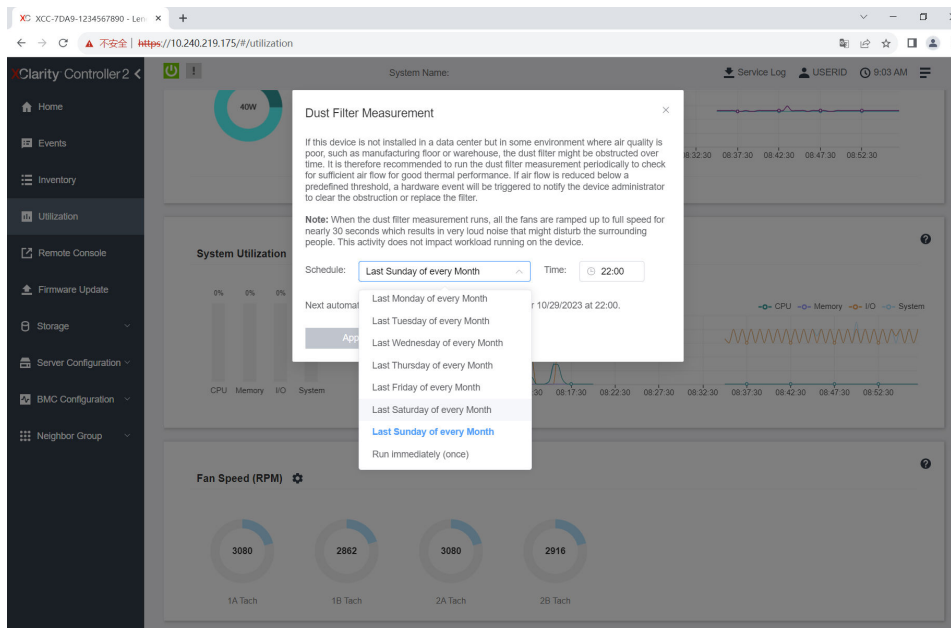 XC XCC-7DA9-1234567890 - Len × +
不安全 | https://10.240.219.175/#/utilization
XClarity Controller 2
System Name:
Service Log USERID 9:03 AM
Home
Events
Inventory
Utilization
Remote Console
Firmware Update
Storage
Server Configuration
BMC Configuration
Neighbor Group
40W
08:32:30 08:37:30 08:42:30 08:47:30 08:52:30
Dust Filter Measurement ×
If this device is not installed in a data center but in some environment where air quality is
poor, such as manufacturing floor or warehouse, the dust filter might be obstructed over
time. It is therefore recommended to run the dust filter measurement periodically to check
for sufficient air flow for good thermal performance. If air flow is reduced below a
predefined threshold, a hardware event will be triggered to notify the device administrator
to clear the obstruction or replace the filter.
Note: When the dust filter measurement runs, all the fans are ramped up to full speed for
nearly 30 seconds which results in very loud noise that might disturb the surrounding
people. This activity does not impact workload running on the device.
Schedule: Last Sunday of every Month Time: 22:00
Next automat r 10/29/2023 at 22:00.
App
Last Monday of every Month
Last Tuesday of every Month
Last Wednesday of every Month
Last Thursday of every Month
Last Friday of every Month
Last Saturday of every Month
Last Sunday of every Month
Run immediately (once)
System Utilization
0% 0% 0%
CPU Memory I/O System
CPU Memory I/O System
:30 08:17:30 08:22:30 08:27:30 08:32:30 08:37:30 08:42:30 08:47:30 08:52:30
Fan Speed (RPM)
3080 2862 3080 2916
1A Tach 1B Tach 2A Tach 2B Tach